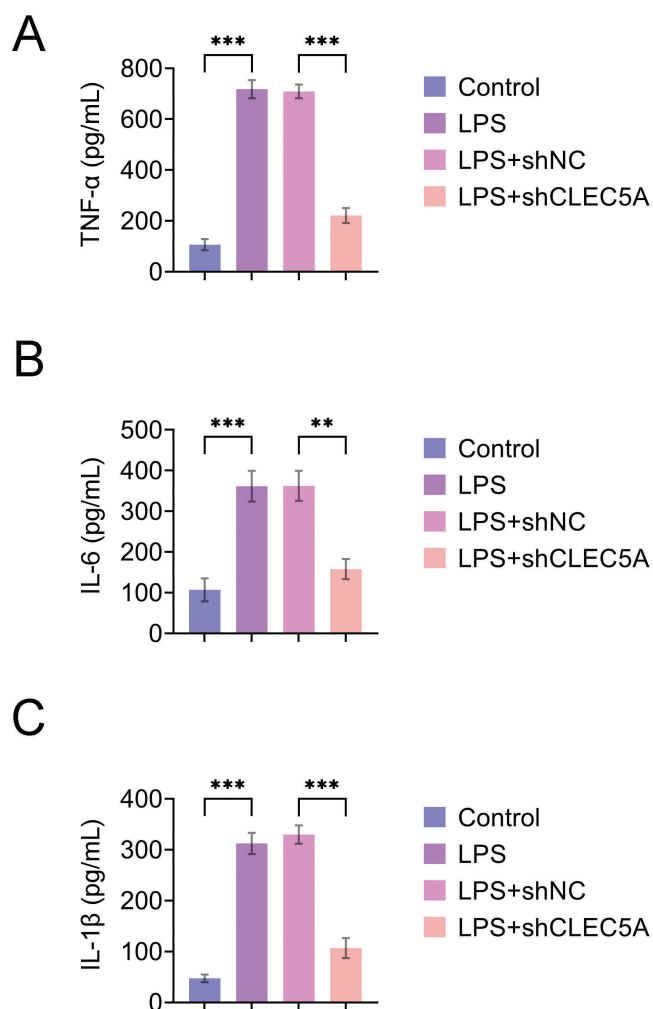 A
*** ***
TNF-α (pg/mL)
800
600
400
200
0
Control
LPS
LPS+shNC
LPS+shCLEC5A
B
*** **
IL-6 (pg/mL)
500
400
300
200
100
0
Control
LPS
LPS+shNC
LPS+shCLEC5A
C
*** ***
IL-1β (pg/mL)
400
300
200
100
0
Control
LPS
LPS+shNC
LPS+shCLEC5A